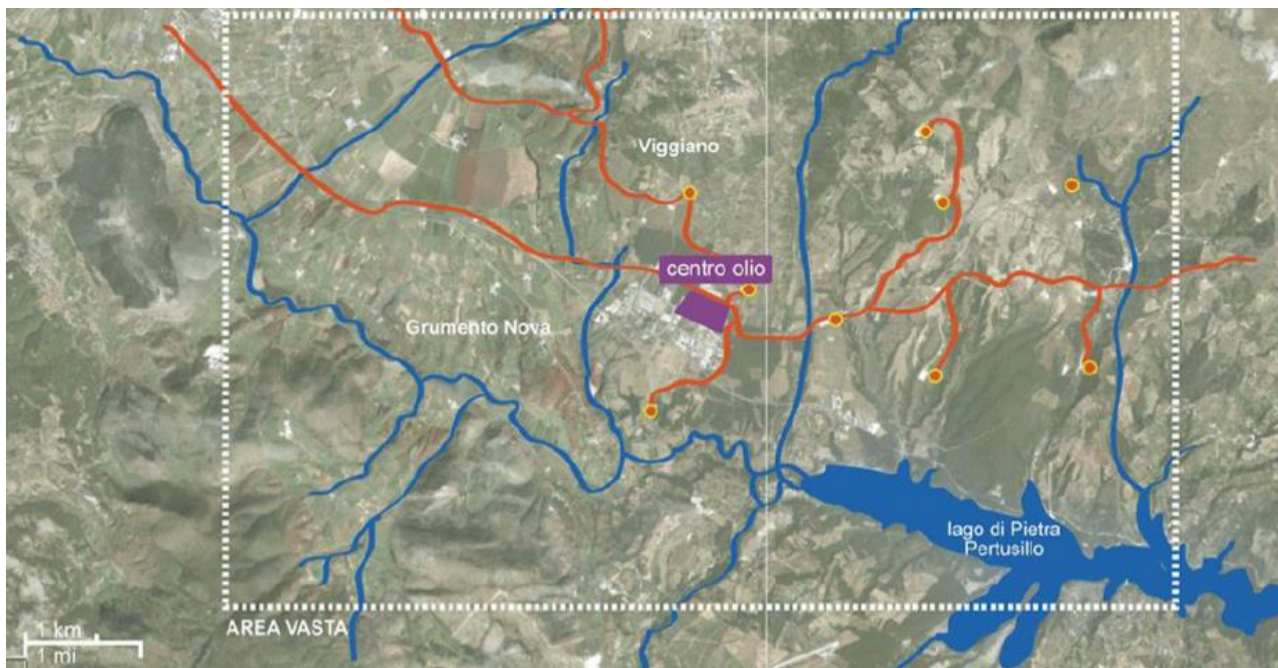 Viggiano
centro olio
Grumento Nova
lago di Pietra
Pertusillo
AREA VASTA
1 km
1 mi